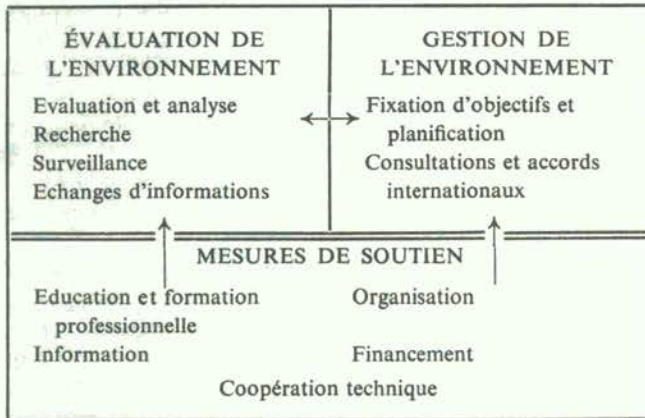 ÉVALUATION DE
L'ENVIRONNEMENT
Evaluation et analyse
Recherche
Surveillance
Echanges d'informations
GESTION DE
L'ENVIRONNEMENT
Fixation d'objectifs et
planification
Consultations et accords
internationaux
MESURES DE SOUTIEN
Education et formation
professionnelle
Information
Organisation
Financement
Coopération technique